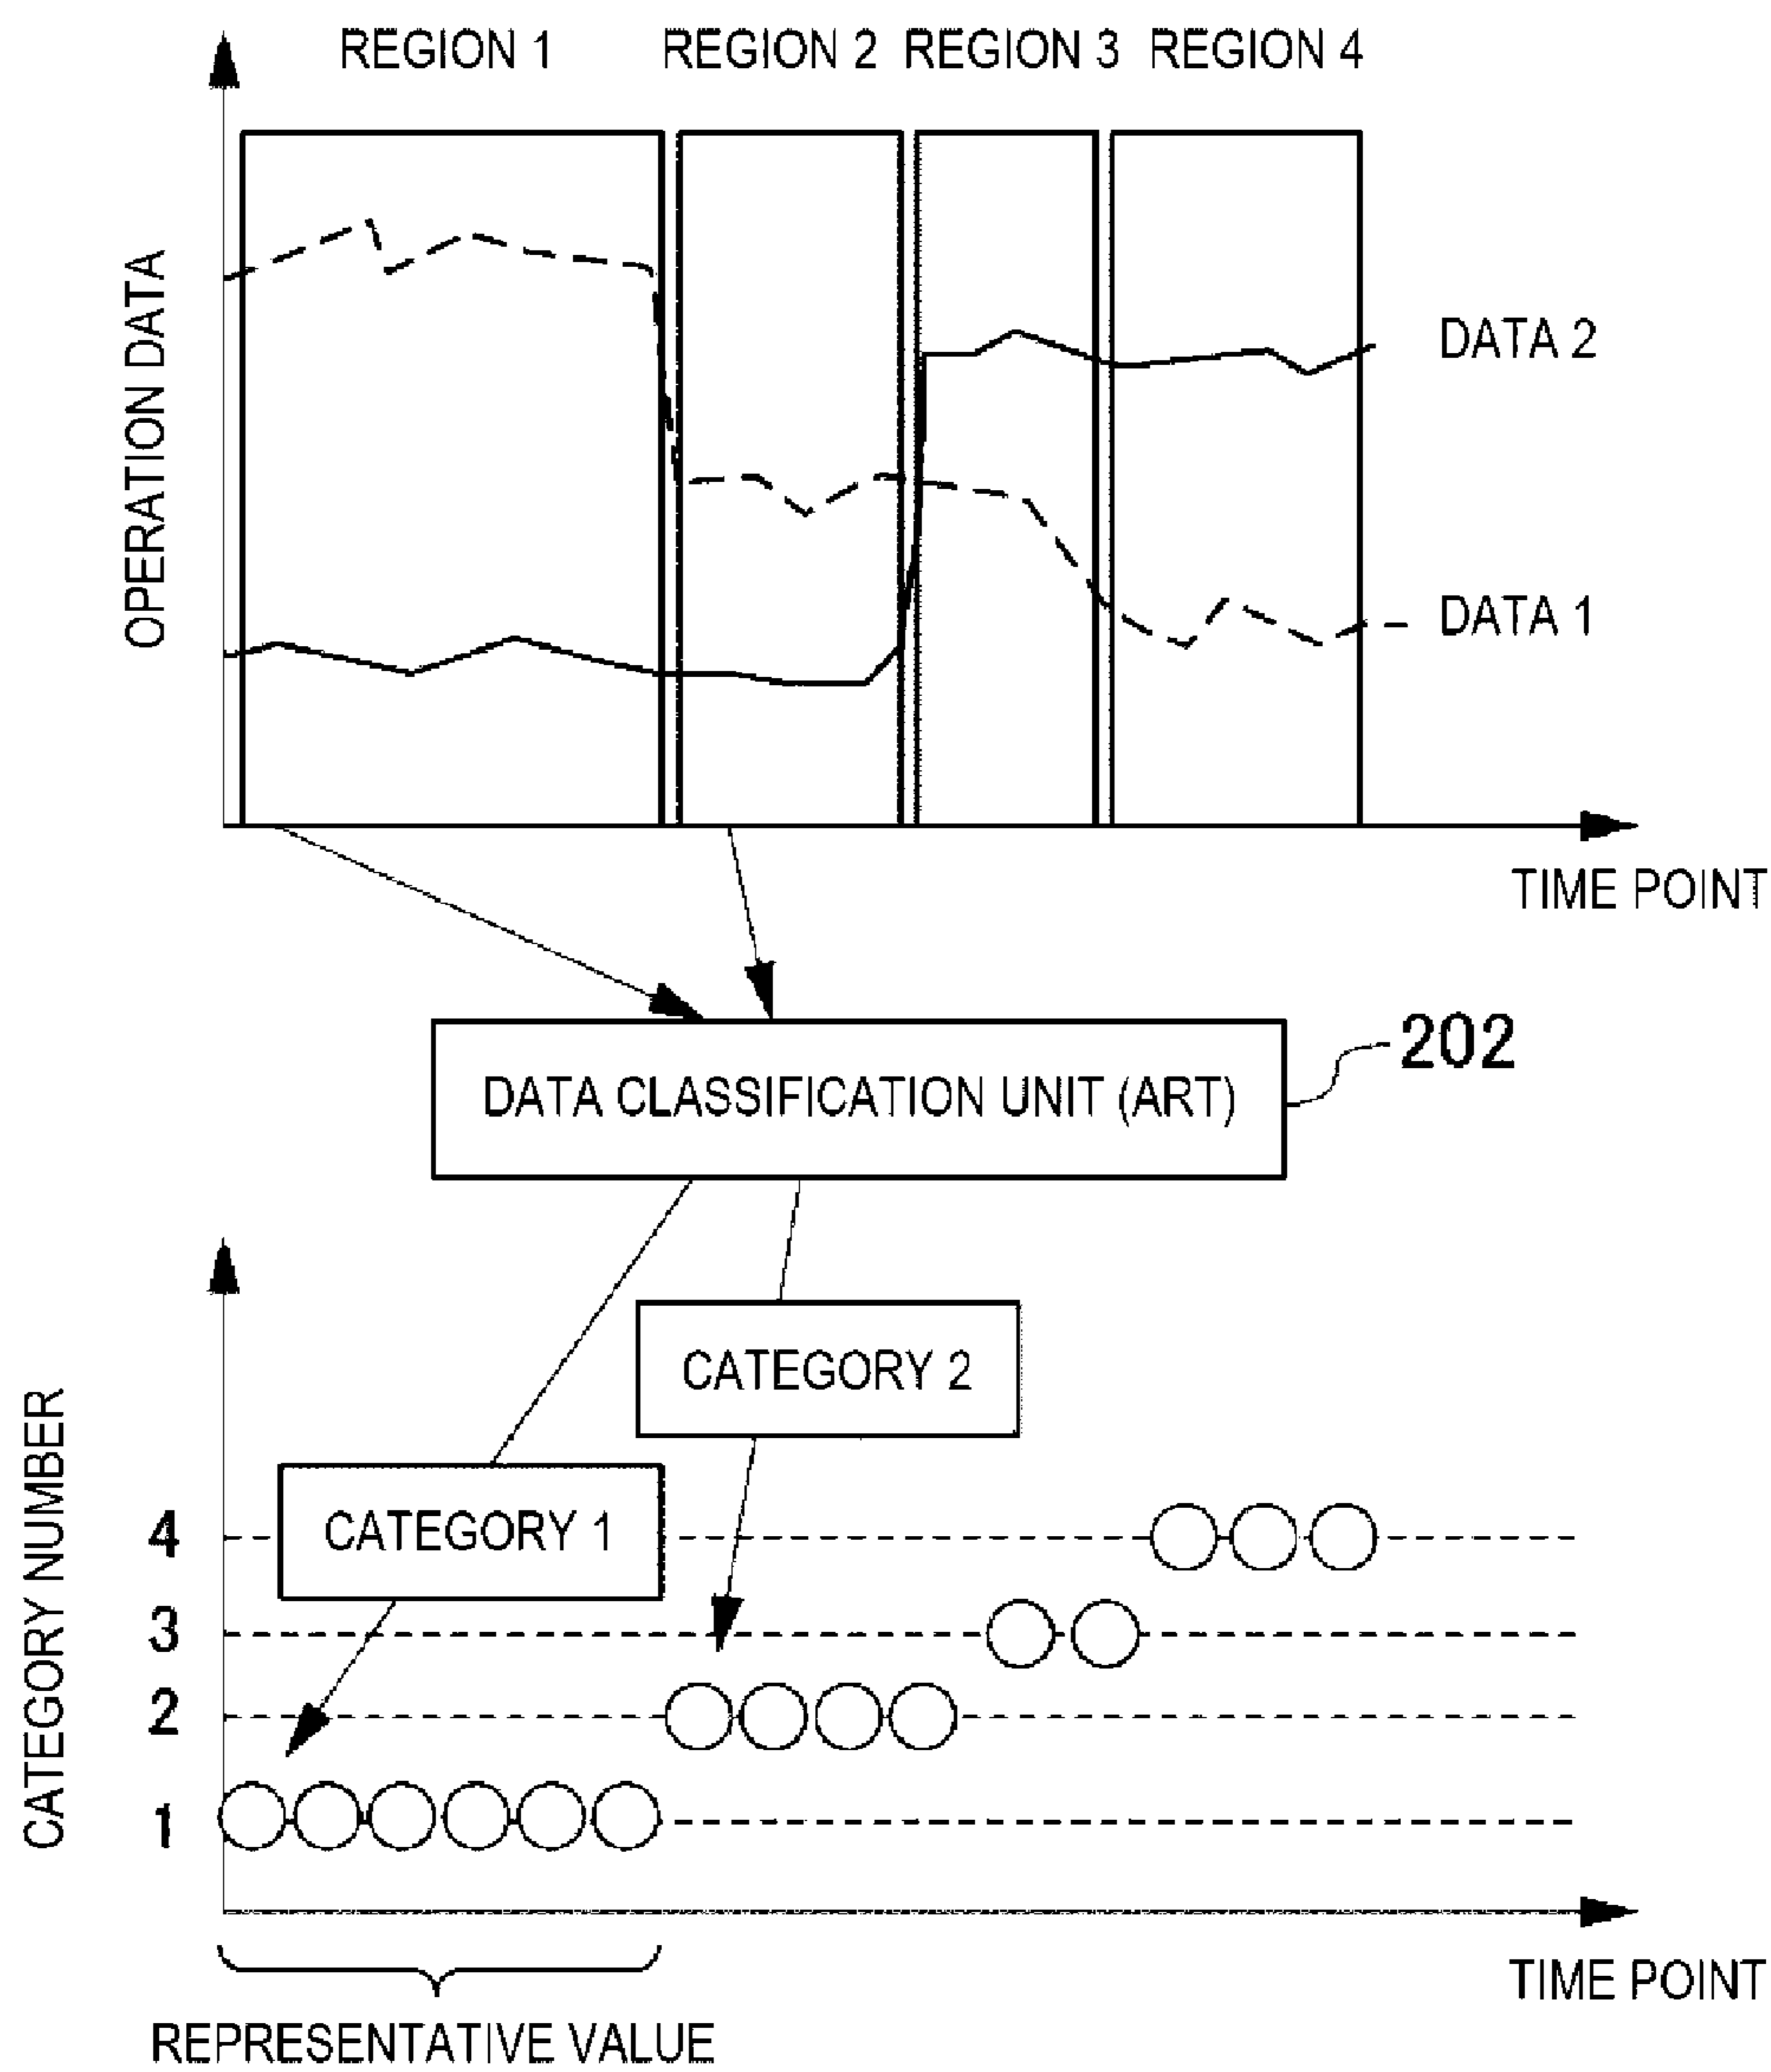 REGION 1
REGION 2
REGION 3
REGION 4
OPERATION DATA
DATA 2
DATA 1
TIME POINT
202
DATA CLASSIFICATION UNIT (ART)
CATEGORY 2
CATEGORY 1
CATEGORY NUMBER
4
3
2
1
TIME POINT
REPRESENTATIVE VALUE